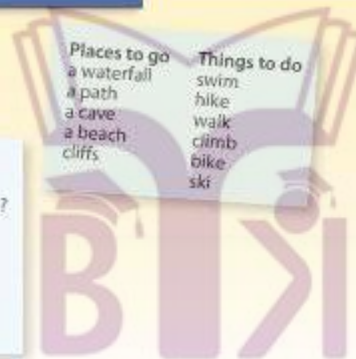 Places to go
a waterfall
a path
a cave
a beach
cliffs
Things to do
swim
hike
walk
climb
bike
ski
?